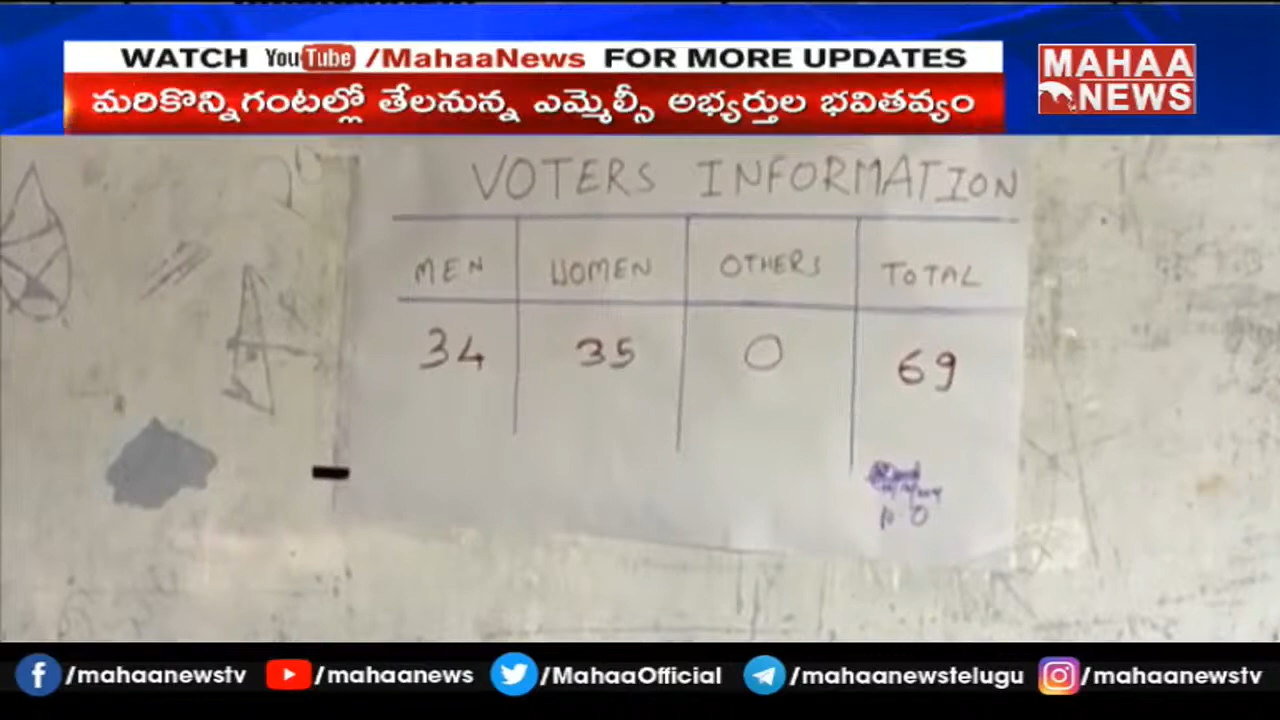 WATCH YouTube /MahaaNews FOR MORE UPDATES
మరికొన్నిగంటల్లో తేలనున్న ఎమ్మెల్సీ అభ్యర్తుల భవితవ్యం
MAHAA
NEWS
VOTERS INFORMATION
MEN WOMEN OTHERS TOTAL
34 35 0 69
/mahaanewstv /mahaanews /MahaaOfficial /mahaanewstelugu /mahaanewstv